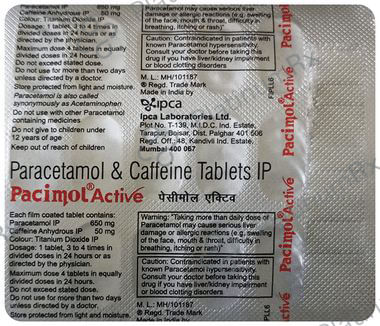 Paracetamol IP 650 mg
Caffeine Anhydrous IP 50 mg
Colour: Titanium Dioxide IP
Dosage: 1 tablet, 3 to 4 times in
divided doses in 24 hours or as
directed by the physician.
Maximum dose 4 tablets in equally
divided doses in 24 hours.
Do not exceed stated dose.
Do not use for more than two days
unless directed by a doctor.
Store protected from light and moisture.
Paracetamol is also called
synonymously as Acetaminophen
Do not use with other Paracetamol
containing medicines.
Do not give to children under
12 years of age
Keep out of reach of children
Paracetamol may cause serious liver
damage or allergic reactions (e.g. swelling
of the face, mouth & throat, difficulty in
breathing, itching or rash)"
Caution: Contraindicated in patients with
known Paracetamol hypersensitivity.
Consult your doctor before taking this
drug if you have liver/kidney impairment
or blood clotting disorders
M. L.: MH/101187
® Regd. Trade Mark
Made in India by
ipca
Ipca Laboratories Ltd.
Plot No. T-139, M.I.D.C. Ind. Estate,
Tarapur, Boisar, Dist. Palghar 401 506
Regd. Off.: 48, Kandivli Ind. Estate,
Mumbai 400 067
Paracetamol & Caffeine Tablets IP
Pacimol® Active पेसीमोल एक्टिव
Each film coated tablet contains:
Paracetamol IP 650 mg
Caffeine Anhydrous IP 50 mg
Colour: Titanium Dioxide IP
Dosage: 1 tablet, 3 to 4 times in
divided doses in 24 hours or as
directed by the physician.
Maximum dose 4 tablets in equally
divided doses in 24 hours.
Do not exceed stated dose.
Do not use for more than two days
unless directed by a doctor.
Store protected from light and moisture.
Warning: "Taking more than daily dose of
Paracetamol may cause serious liver
damage or allergic reactions (e.g. swelling
of the face, mouth & throat, difficulty in
breathing, itching or rash)"
Caution: Contraindicated in patients with
known Paracetamol hypersensitivity.
Consult your doctor before taking this
drug if you have liver/kidney impairment
or blood clotting disorders
M. L.: MH/101187
® Regd. Trade Mark
Made in India by
Pacimol® Active